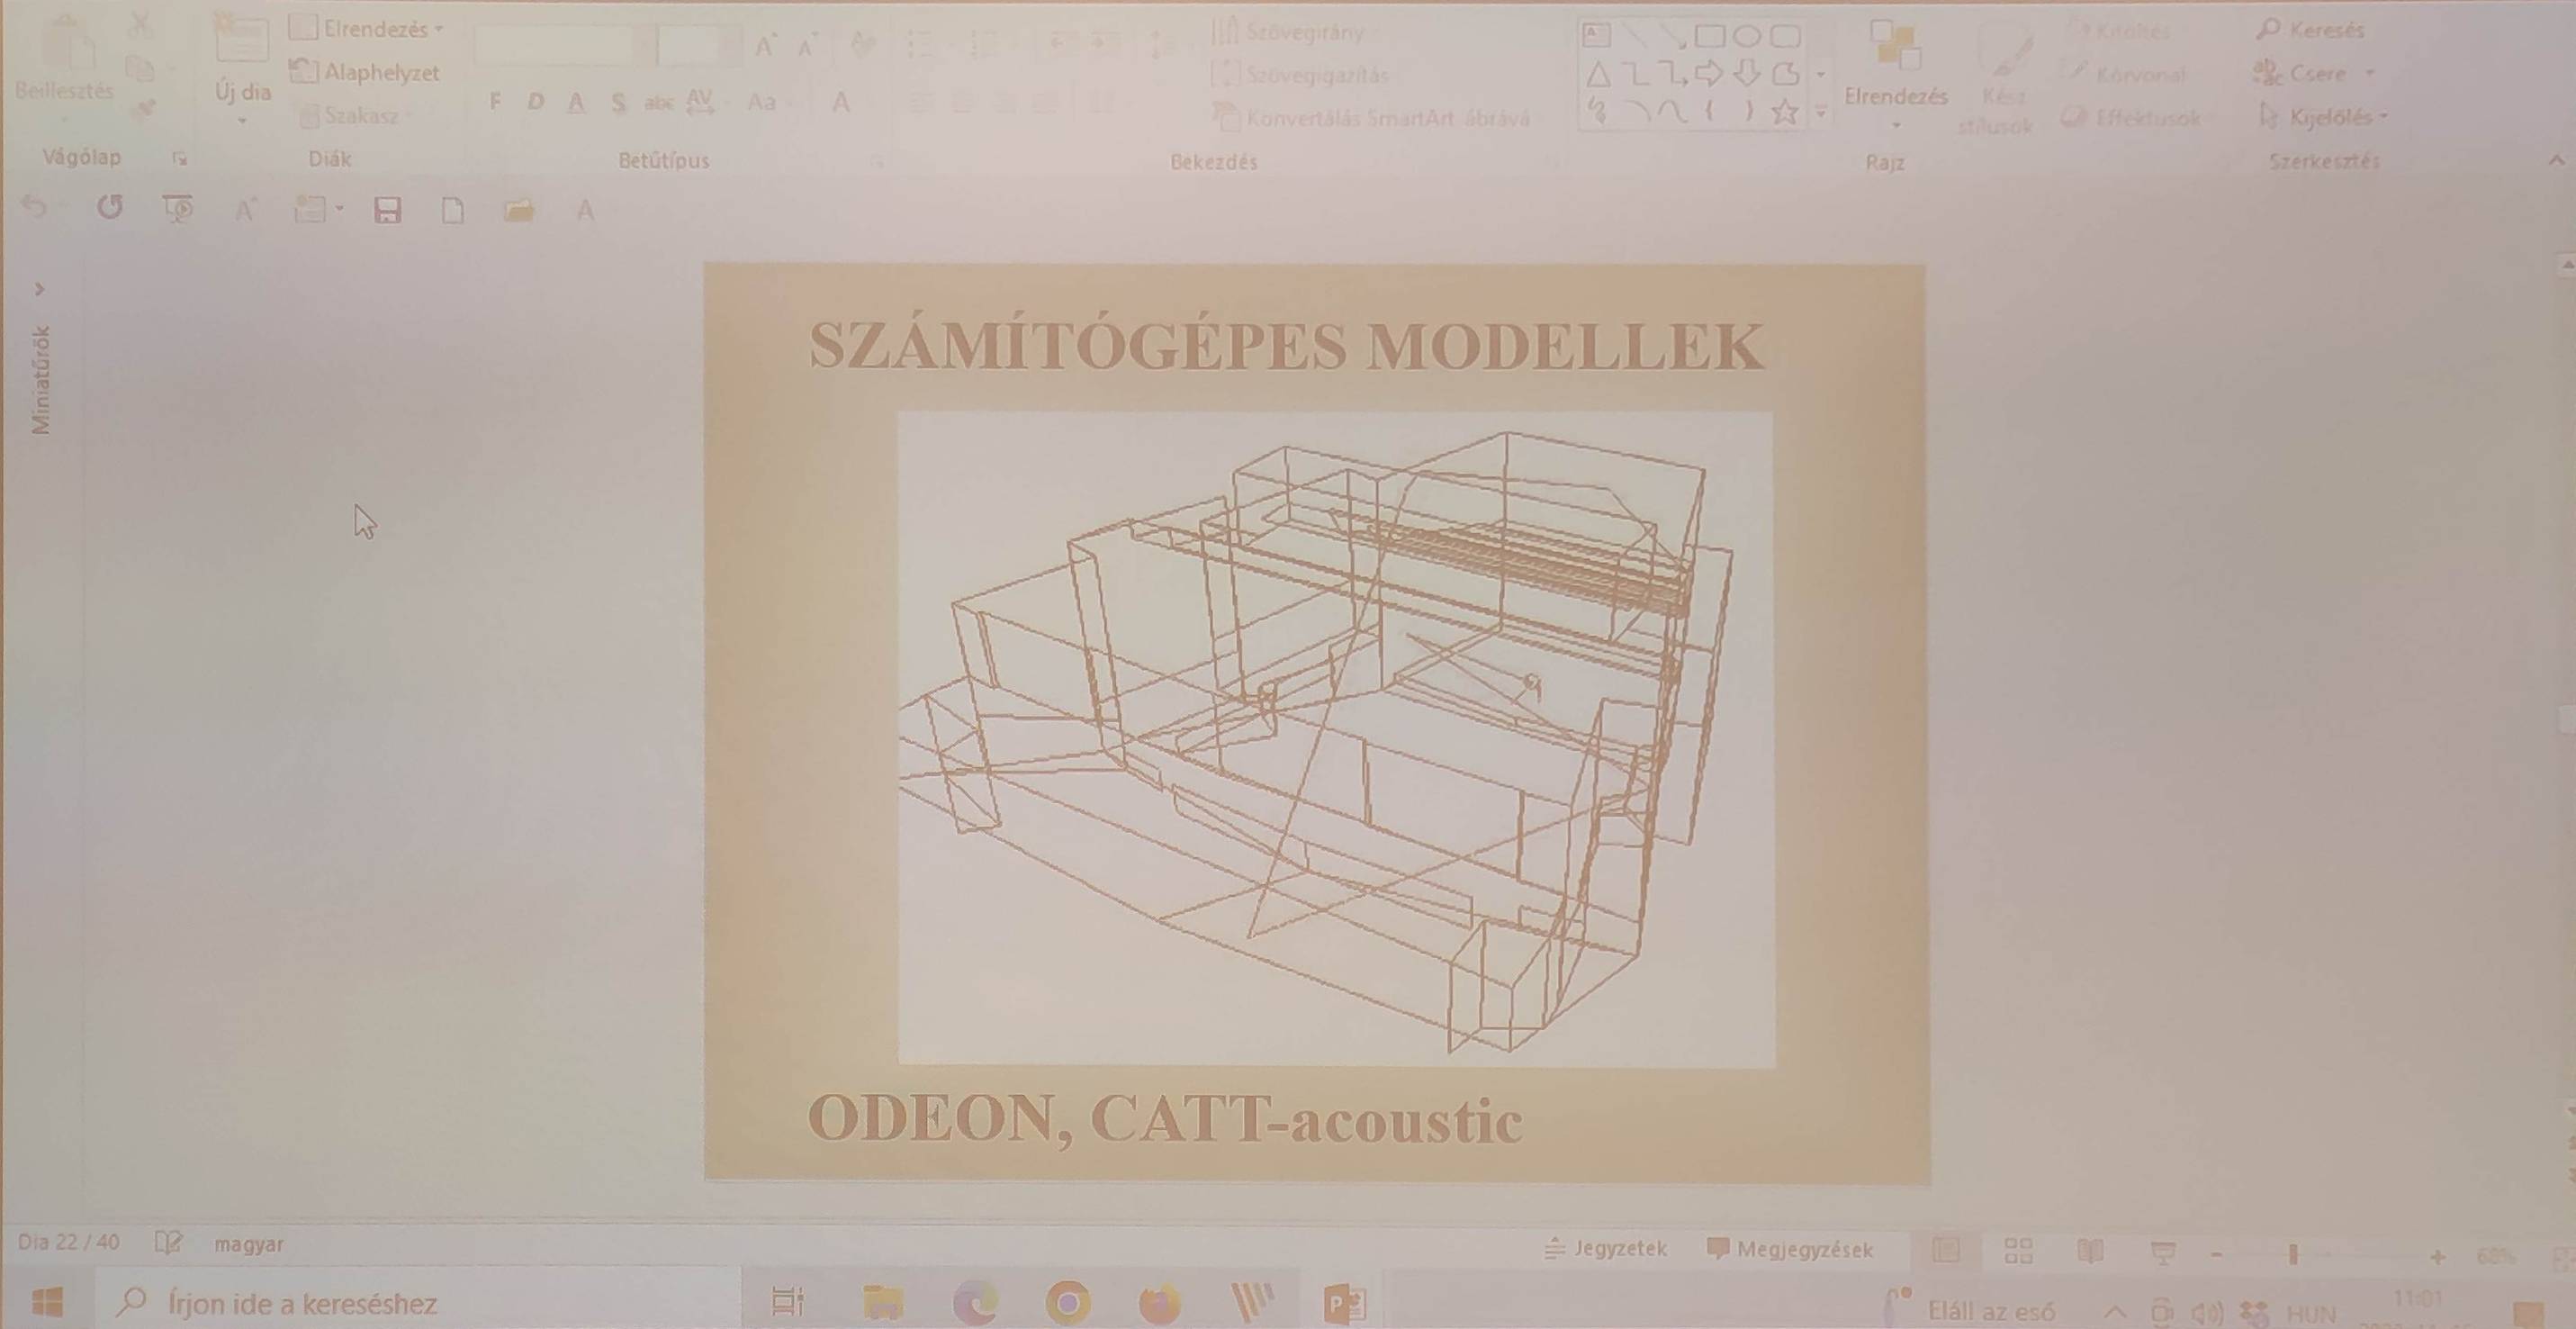 Beillesztés
Új dia
Elrendezés
Alaphelyzet
Szakasz
F D A S abc AV Aa A
Szövegirány
Szövegigazítás
Konvertálás SmartArt-ábrává
Elrendezés
Kész stílusok
Kitöltés
Körvonal
Effektusok
Keresés
Csere
Kijelölés
Vágólap
Diák
Betűtípus
Bekezdés
Rajz
Szerkesztés
Miniatűrök
SZÁMÍTÓGÉPES MODELLEK
ODEON, CATT-acoustic
Dia 22 / 40
magyar
Jegyzetek
Megjegyzések
Írjon ide a kereséshez
Eláll az eső
HUN
11:01